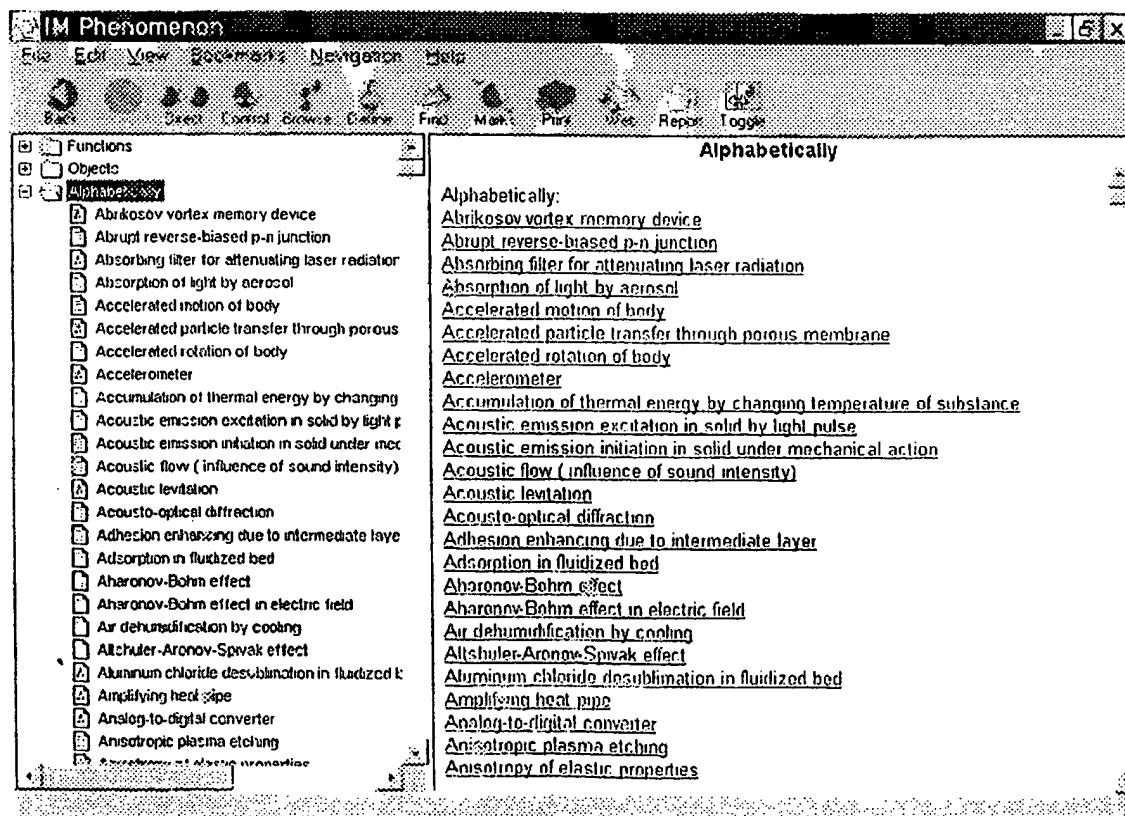 IM Phenomenon
File Edit View Bookmarks Navigation Help
Back Direct Control Browse Define Find Marks Print Web Report Toggle
Functions
Objects
Alphabetically
Abrikosov vortex memory device
Abrupt reverse-biased p-n junction
Absorbing filter for attenuating laser radiation
Absorption of light by aerosol
Accelerated motion of body
Accelerated particle transfer through porous
Accelerated rotation of body
Accelerometer
Accumulation of thermal energy by changing
Acoustic emission excitation in solid by light p
Acoustic emission initiation in solid under mec
Acoustic flow ( influence of sound intensity)
Acoustic levitation
Acousto-optical diffraction
Adhesion enhancing due to intermediate laye
Adsorption in fluidized bed
Aharonov-Bohm effect
Aharonov-Bohm effect in electric field
Air dehumidification by cooling
Altshuler-Aronov-Spivak effect
Aluminum chloride desublimation in fluidized b
Amplifying heat pipe
Analog-to-digital converter
Anisotropic plasma etching
Anisotropy of elastic properties
Alphabetically
Alphabetically:
Abrikosov vortex memory device
Abrupt reverse-biased p-n junction
Absorbing filter for attenuating laser radiation
Absorption of light by aerosol
Accelerated motion of body
Accelerated particle transfer through porous membrane
Accelerated rotation of body
Accelerometer
Accumulation of thermal energy by changing temperature of substance
Acoustic emission excitation in solid by light pulse
Acoustic emission initiation in solid under mechanical action
Acoustic flow ( influence of sound intensity)
Acoustic levitation
Acousto-optical diffraction
Adhesion enhancing due to intermediate layer
Adsorption in fluidized bed
Aharonov-Bohm effect
Aharonov-Bohm effect in electric field
Air dehumidification by cooling
Altshuler-Aronov-Spivak effect
Aluminum chloride desublimation in fluidized bed
Amplifying heat pipe
Analog-to-digital converter
Anisotropic plasma etching
Anisotropy of elastic properties